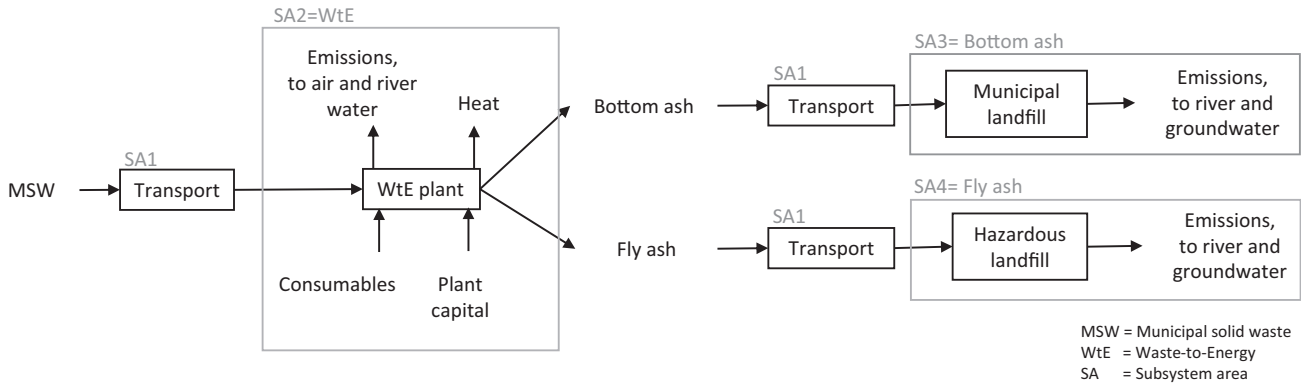 SA2=WtE
Emissions,
to air and river
water
Heat
SA1
MSW
Transport
WtE plant
Consumables
Plant
capital
Bottom ash
SA1
Transport
SA3= Bottom ash
Municipal
landfill
Emissions,
to river and
groundwater
Fly ash
SA1
Transport
SA4= Fly ash
Hazardous
landfill
Emissions,
to river and
groundwater
MSW = Municipal solid waste
WtE = Waste-to-Energy
SA = Subsystem area